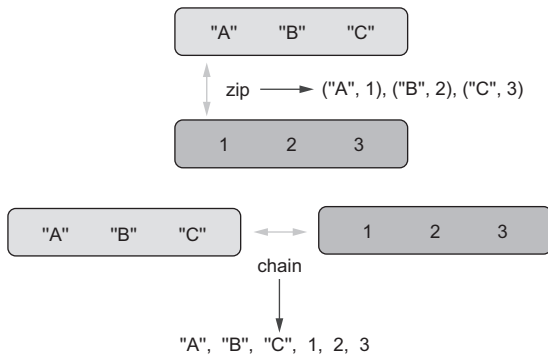 "A" "B" "C"
zip ("A", 1), ("B", 2), ("C", 3)
1 2 3
"A" "B" "C" 1 2 3
chain
"A", "B", "C", 1, 2, 3